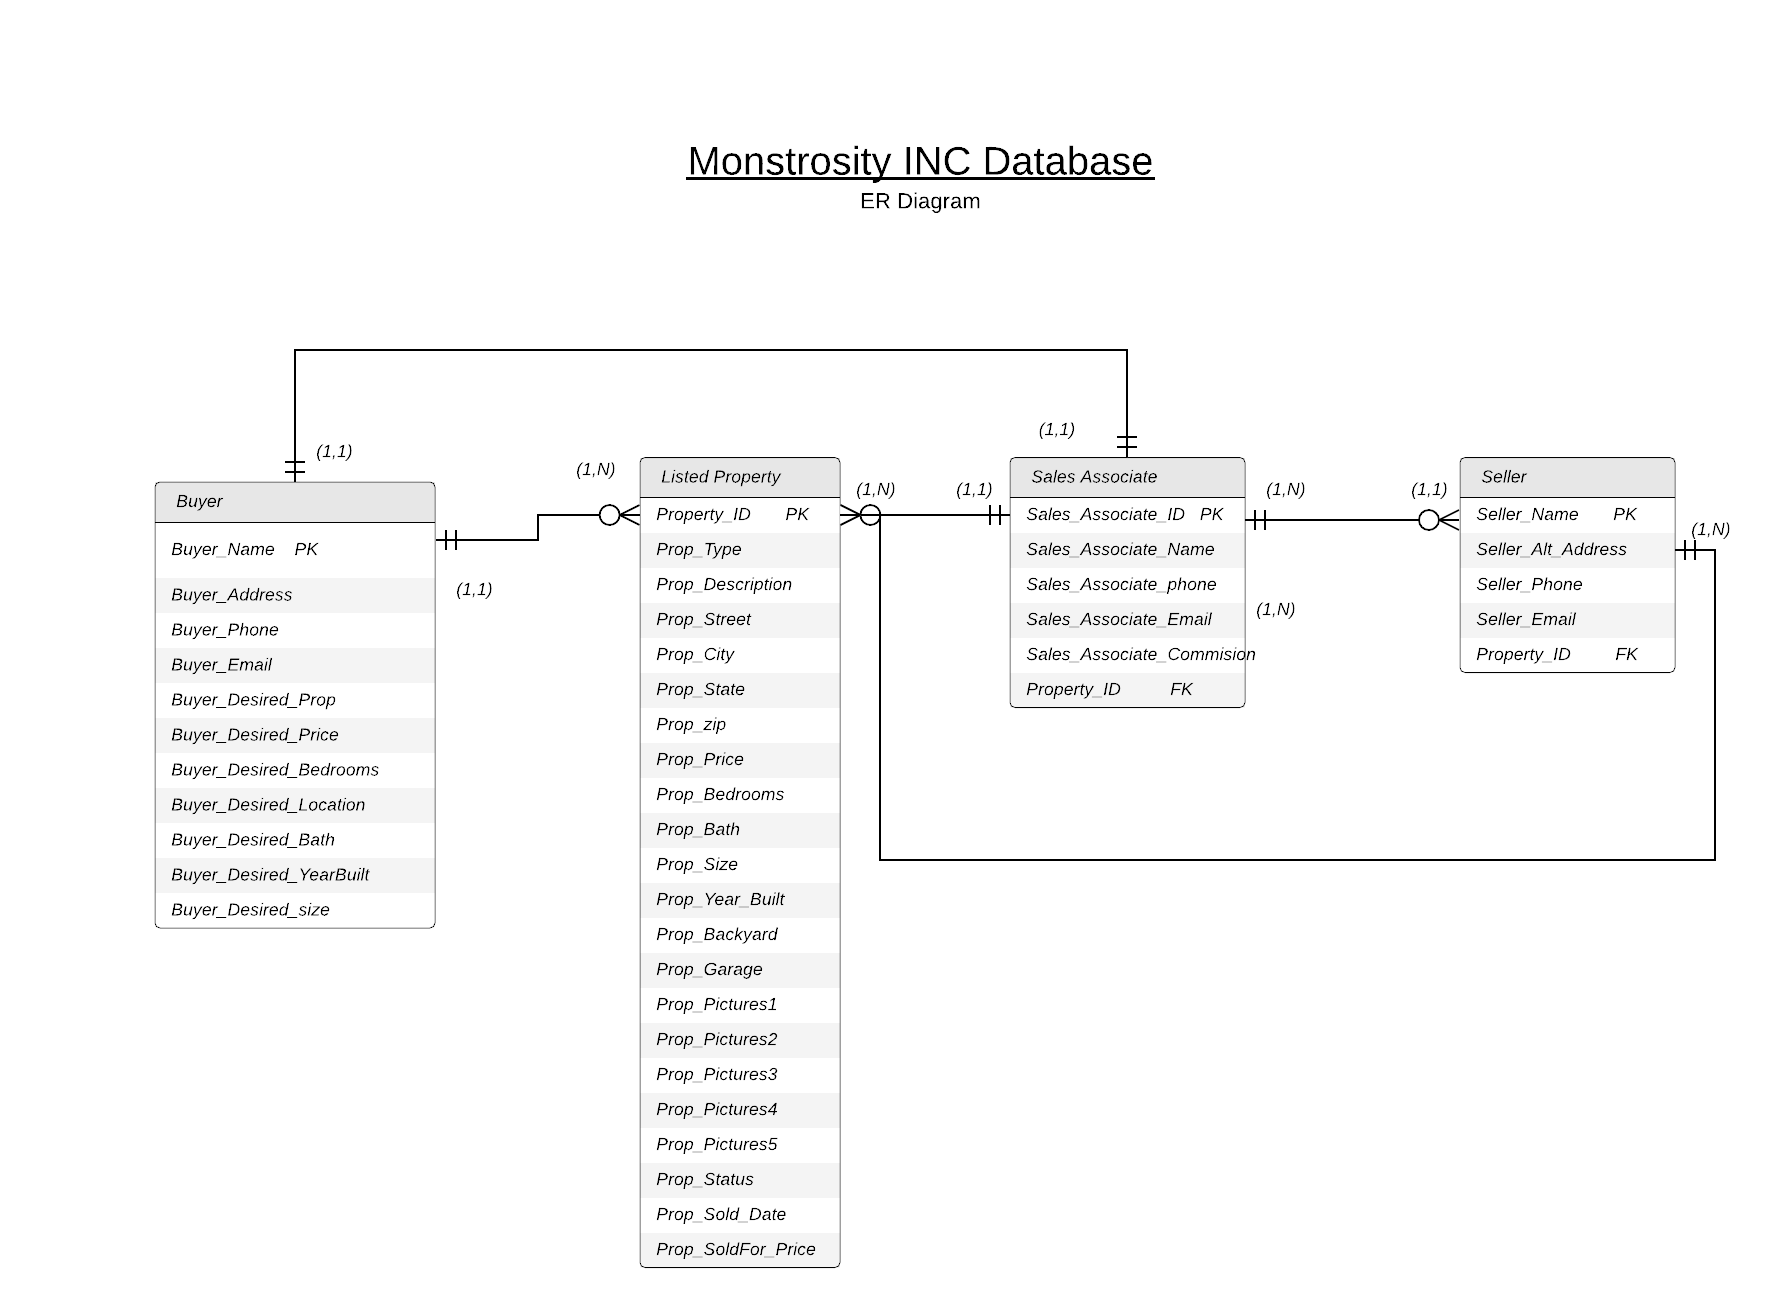 Monstrosity INC Database
ER Diagram
(1,1)
(1,1)
(1,N)
(1,N)
(1,1)
(1,N)
(1,1)
(1,N)
(1,1)
(1,N)
Buyer
Buyer_Name PK
Buyer_Address
Buyer_Phone
Buyer_Email
Buyer_Desired_Prop
Buyer_Desired_Price
Buyer_Desired_Bedrooms
Buyer_Desired_Location
Buyer_Desired_Bath
Buyer_Desired_YearBuilt
Buyer_Desired_size
Listed Property
Property_ID PK
Prop_Type
Prop_Description
Prop_Street
Prop_City
Prop_State
Prop_zip
Prop_Price
Prop_Bedrooms
Prop_Bath
Prop_Size
Prop_Year_Built
Prop_Backyard
Prop_Garage
Prop_Pictures1
Prop_Pictures2
Prop_Pictures3
Prop_Pictures4
Prop_Pictures5
Prop_Status
Prop_Sold_Date
Prop_SoldFor_Price
Sales Associate
Sales_Associate_ID PK
Sales_Associate_Name
Sales_Associate_phone
Sales_Associate_Email
Sales_Associate_Commision
Property_ID FK
Seller
Seller_Name PK
Seller_Alt_Address
Seller_Phone
Seller_Email
Property_ID FK